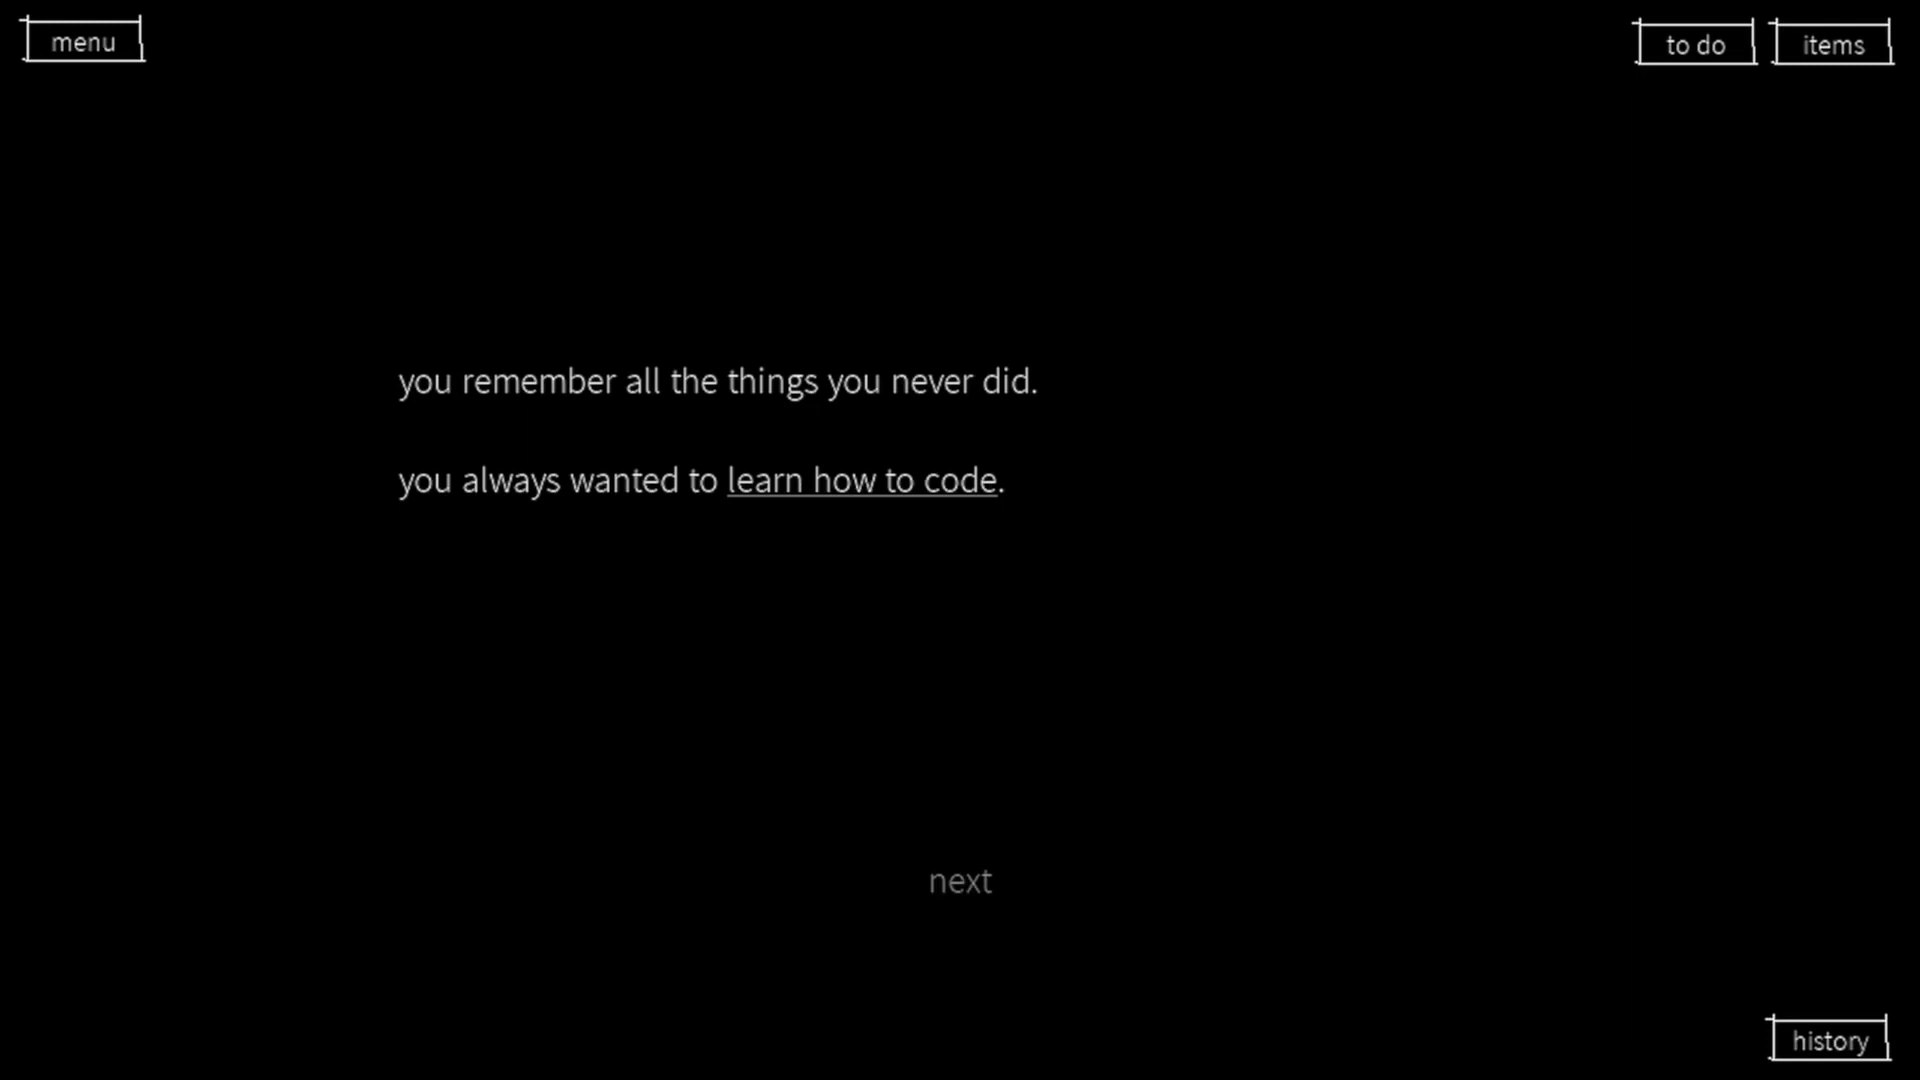 menu
to do
items
you remember all the things you never did.
you always wanted to learn how to code.
next
history